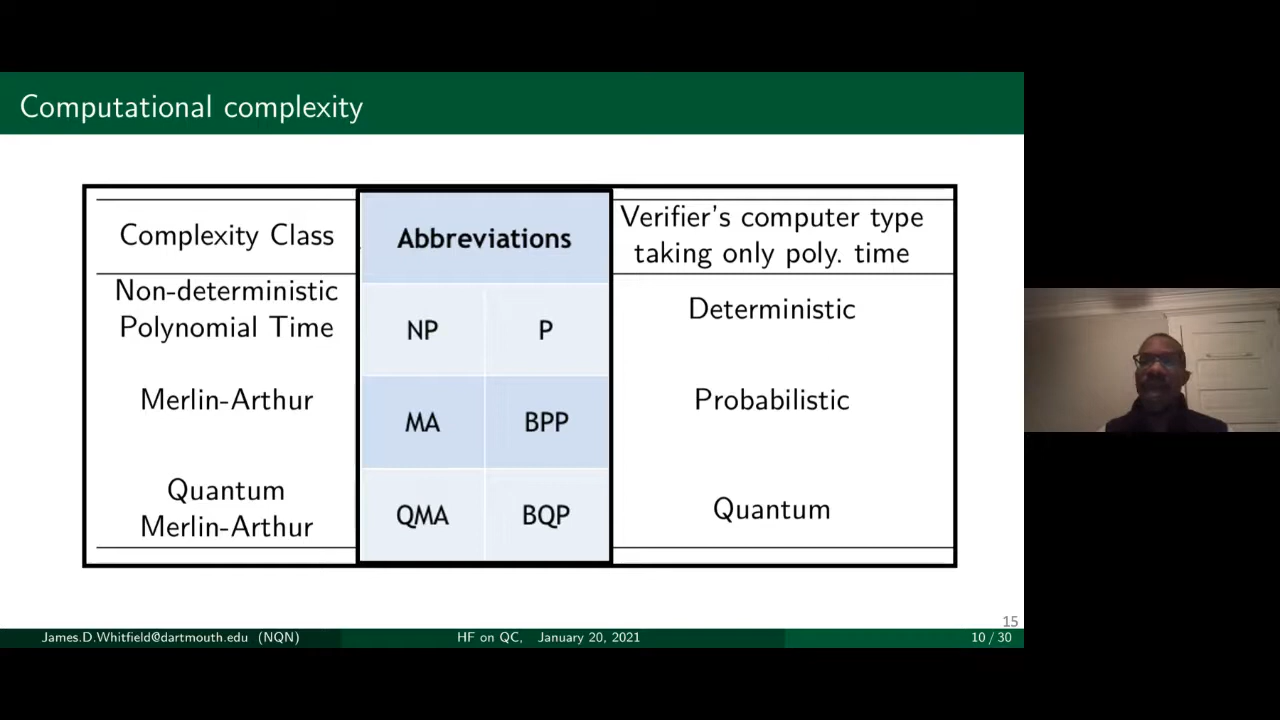 Computational complexity
Complexity Class
Abbreviations
Verifier's computer type
taking only poly. time
Non-deterministic
Polynomial Time
NP
P
Deterministic
Merlin-Arthur
MA
BPP
Probabilistic
Quantum
Merlin-Arthur
QMA
BQP
Quantum
15
James.D.Whitfield@dartmouth.edu (NQN)
HF on QC, January 20, 2021
10 / 30